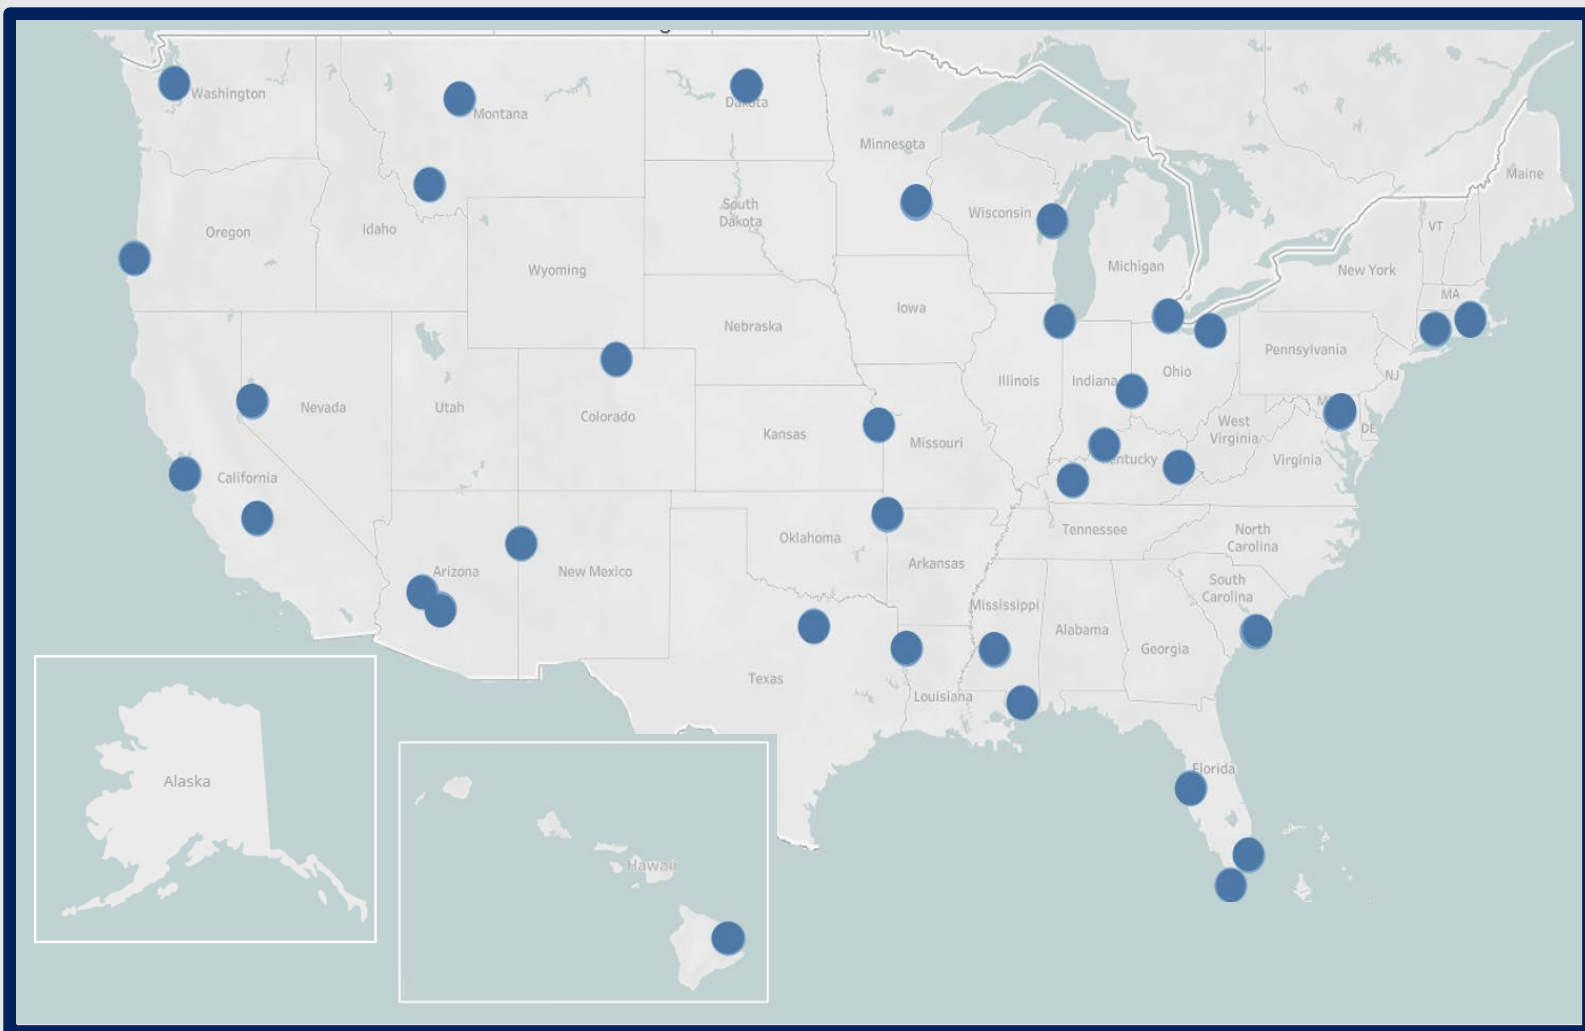 Washington
Montana
Dakota
Minnesota
Maine
Oregon
Idaho
South
Dakota
Wisconsin
VT
Wyoming
Michigan
New York
MA
Iowa
Nebraska
Pennsylvania
NJ
Nevada
Utah
Colorado
Illinois
Indiana
Ohio
DE
Kansas
Missouri
West
Virginia
Virginia
California
entucky
Oklahoma
Tennessee
North
Carolina
Arizona
New Mexico
Arkansas
South
Carolina
Mississippi
Alabama
Georgia
Texas
Louisiana
Florida
Alaska
Hawaii